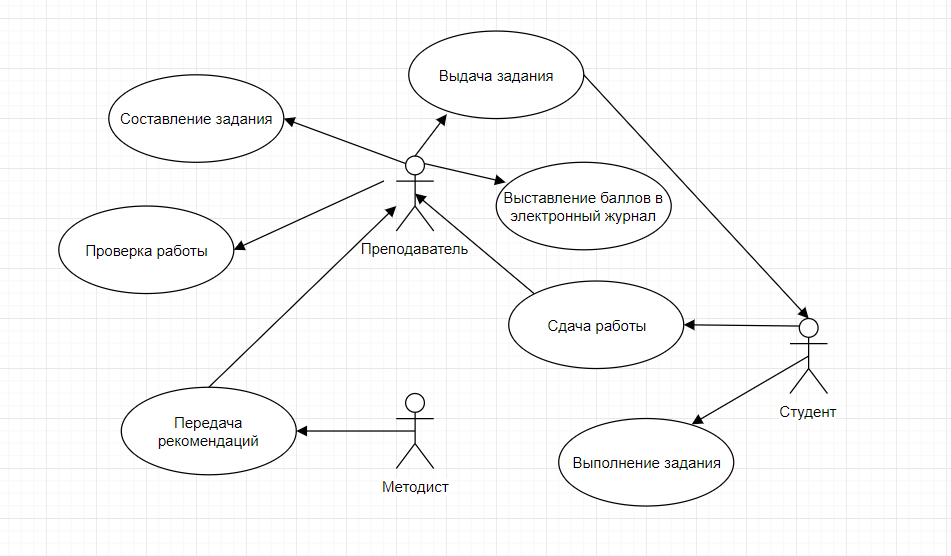 Выдача задания
Составление задания
Выставление баллов в
электронный журнал
Проверка работы
Преподаватель
Сдача работы
Студент
Передача
рекомендаций
Выполнение задания
Методист